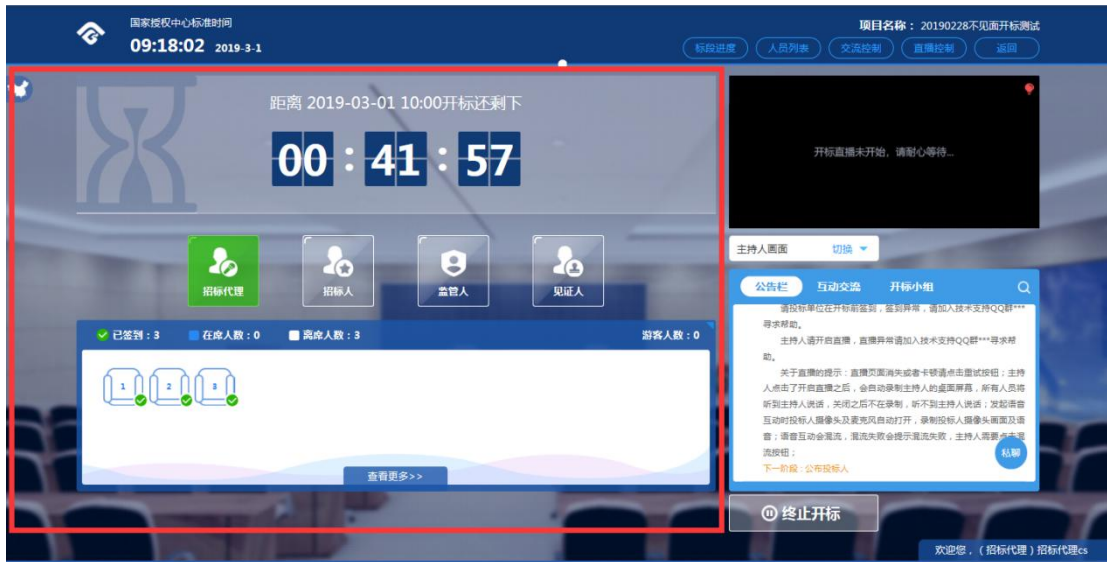 国家授权中心标准时间
09:18:02 2019-3-1
项目名称：20190228不见面开标测试
标段进度 人员列表 交流控制 直播控制 返回
距离 2019-03-01 10:00开标还剩下
00 : 41 : 57
开标直播未开始，请耐心等待...
招标代理 招标人 监管人 见证人
主持人画面 切换
已签到：3 在席人数：0 离席人数：3 游客人数：0
1 2 3
查看更多>>
公告栏 互动交流 开标小组
请投标单位在开标前签到，签到异常，请加入技术支持QQ群***
寻求帮助。
主持人请开启直播，直播异常请加入技术支持QQ群***寻求帮
助。
关于直播的提示：直播页面消失或者卡顿请点击重试按钮；主持
人点击了开启直播之后，会自动录制主持人的桌面屏幕，所有人员将
听到主持人说话，关闭之后不在录制，听不到主持人说话；发起语音
互动时投标人摄像头及麦克风自动打开，录制投标人摄像头画面及语
音；语音互动会混流，混流失败会提示混流失败，主持人需要点击混
流按钮；
私聊
下一阶段：公布投标人
终止开标
欢迎您，（招标代理）招标代理cs